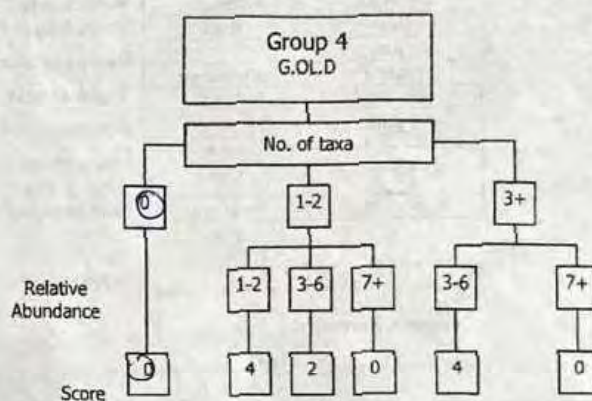 Group 4
G.OL.D
No. of taxa
0 1-2 3+
Relative
Abundance
1-2 3-6 7+ 3-6 7+
Score
0 4 2 0 4 0